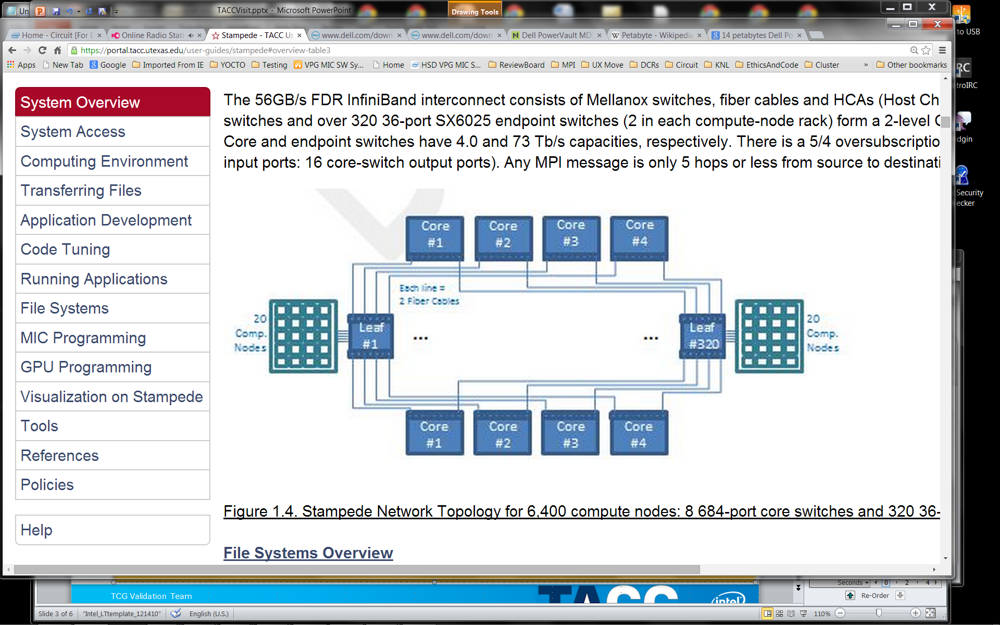 Un
TACCVisit.pptx - Microsoft PowerPoint
Drawing Tools
Home - Circuit [For E
Online Radio Stati
Stampede - TACC Us
www.dell.com/down
www.dell.com/down
Dell PowerVault MD
Petabyte - Wikipedia
14 petabytes Dell Po
to USB
https://portal.tacc.utexas.edu/user-guides/stampede#overview-table3
Apps New Tab Google Imported From IE YOCTO Testing VPG MIC SW Sy... Home HSD VPG MIC S... ReviewBoard MPI UX Move DCRs Circuit KNL EthicsAndCode Cluster » Other bookmarks
RC
troIRC
idgin
Security
ecker
System Overview
System Access
Computing Environment
Transferring Files
Application Development
Code Tuning
Running Applications
File Systems
MIC Programming
GPU Programming
Visualization on Stampede
Tools
References
Policies
Help
The 56GB/s FDR InfiniBand interconnect consists of Mellanox switches, fiber cables and HCAs (Host Ch
switches and over 320 36-port SX6025 endpoint switches (2 in each compute-node rack) form a 2-level C
Core and endpoint switches have 4.0 and 73 Tb/s capacities, respectively. There is a 5/4 oversubscriptio
input ports: 16 core-switch output ports). Any MPI message is only 5 hops or less from source to destinati
Core #1
Core #2
Core #3
Core #4
Each line =
2 Fiber Cables
20
Comp.
Nodes
Leaf
#1
...
...
Leaf
#320
20
Comp.
Nodes
Core #1
Core #2
Core #3
Core #4
Figure 1.4. Stampede Network Topology for 6,400 compute nodes: 8 684-port core switches and 320 36-
File Systems Overview
TCG Validation Team
TACC
intel
Seconds 0 2 4
Re-Order
Slide 3 of 6 "Intel_LTtemplate_121410" English (U.S.) 110%